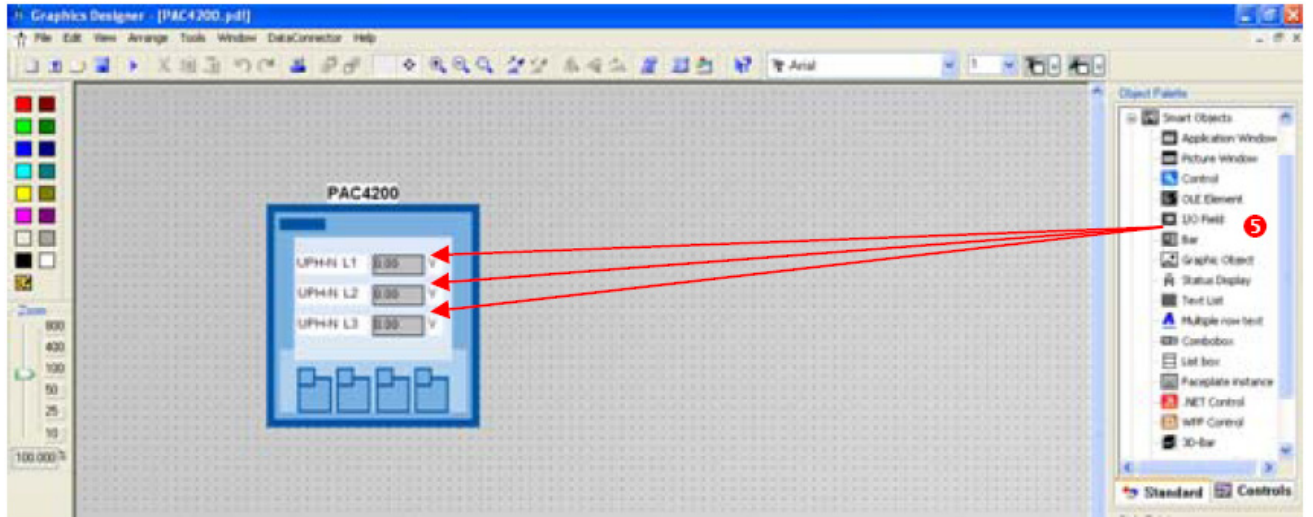 Graphics Designer - [PAC4200.pdl]
File Edit View Arrange Tools Window DataConnector Help
Arial
1
Object Palette
Smart Objects
Application Window
Picture Window
Control
OLE Element
I/O Field
5
Bar
Graphic Object
Status Display
Text List
Multiple row text
Combobox
List box
Faceplate instance
.NET Control
WPF Control
3D-Bar
Standard
Controls
PAC4200
UPH-N L1 0.00 V
UPH-N L2 0.00 V
UPH-N L3 0.00 V
Zoom
800
400
100
50
25
10
100.000 %